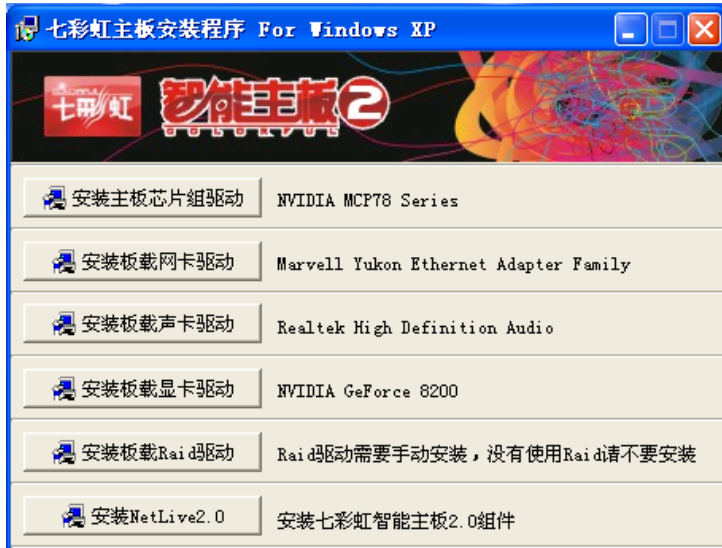 七彩虹主板安装程序 For Windows XP
COLORFUL
七彩虹
智能主板2
COLORFUL
安装主板芯片组驱动 NVIDIA MCP78 Series
安装板载网卡驱动 Marvell Yukon Ethernet Adapter Family
安装板载声卡驱动 Realtek High Definition Audio
安装板载显卡驱动 NVIDIA GeForce 8200
安装板载Raid驱动 Raid驱动需要手动安装，没有使用Raid请不要安装
安装NetLive2.0 安装七彩虹智能主板2.0组件